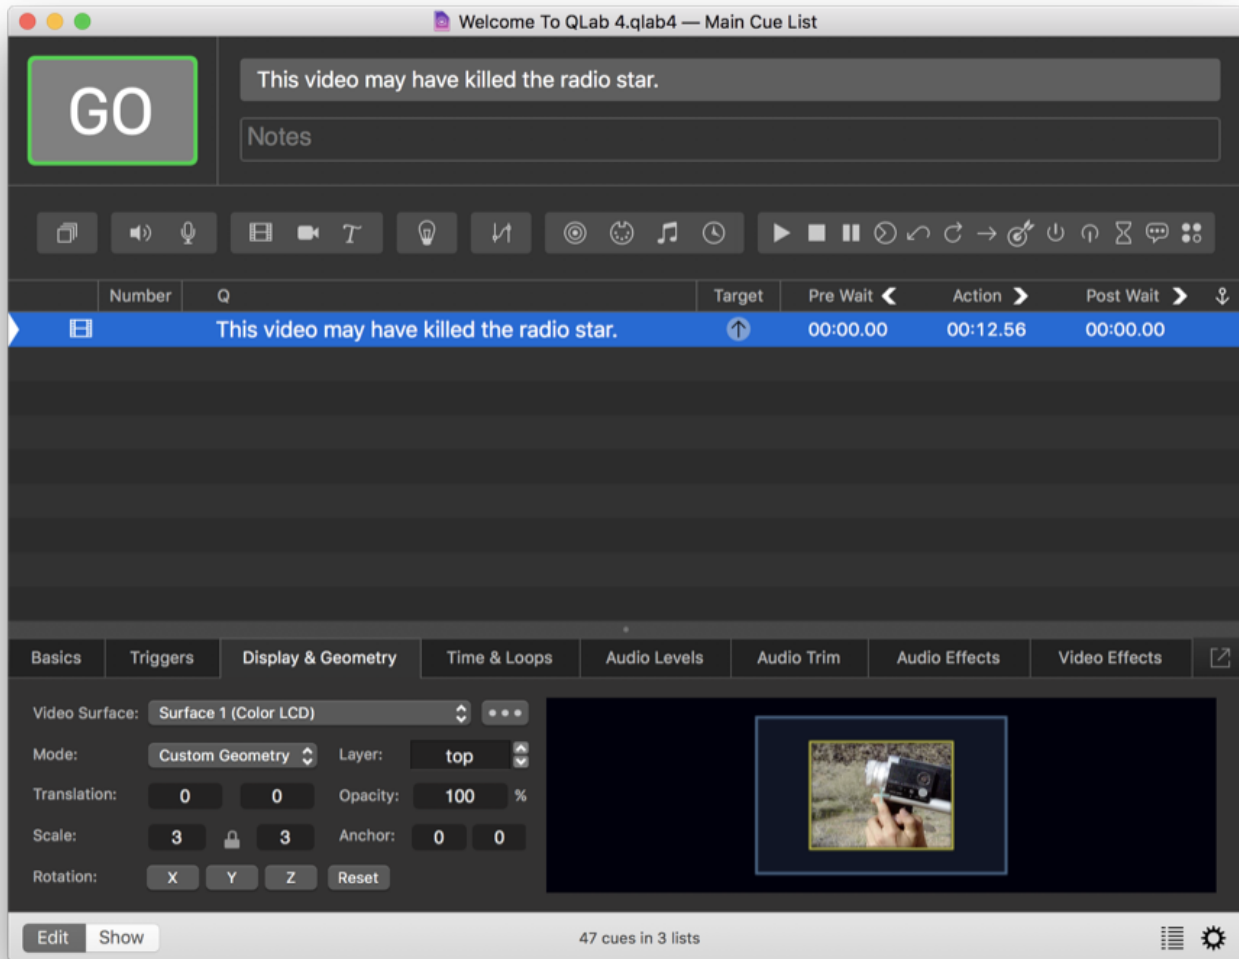 Welcome To QLab 4.qlab4 — Main Cue List
GO
This video may have killed the radio star.
Notes
Number Q Target Pre Wait Action Post Wait
This video may have killed the radio star. 00:00.00 00:12.56 00:00.00
Basics Triggers Display & Geometry Time & Loops Audio Levels Audio Trim Audio Effects Video Effects
Video Surface: Surface 1 (Color LCD)
Mode: Custom Geometry Layer: top
Translation: 0 0 Opacity: 100 %
Scale: 3 3 Anchor: 0 0
Rotation: X Y Z Reset
Edit Show 47 cues in 3 lists